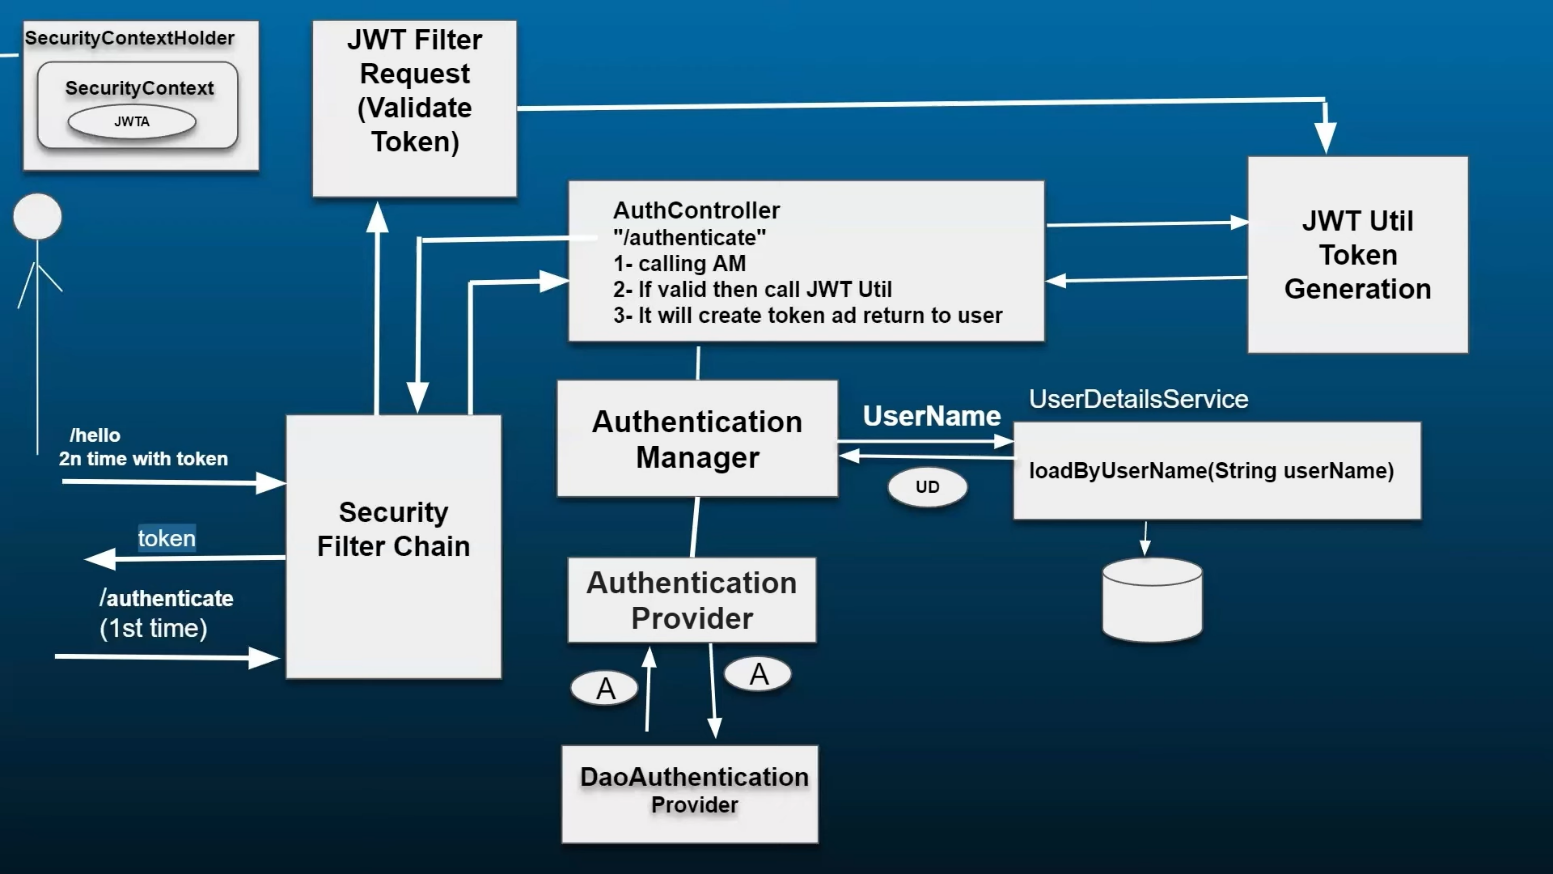 SecurityContextHolder
SecurityContext
JWTA
JWT Filter
Request
(Validate
Token)
AuthController
"/authenticate"
1- calling AM
2- If valid then call JWT Util
3- It will create token ad return to user
JWT Util
Token
Generation
/hello
2n time with token
token
/authenticate
(1st time)
Security
Filter Chain
Authentication
Manager
UserName
UD
UserDetailsService
loadByUserName(String userName)
Authentication
Provider
A
A
DaoAuthentication
Provider